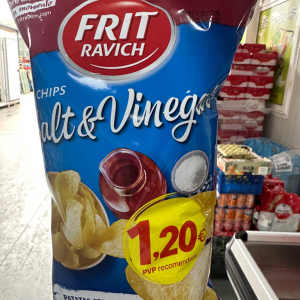 FRIT
RAVICH
CHIPS
alt & Vinega
1,20€
PVP recomendado